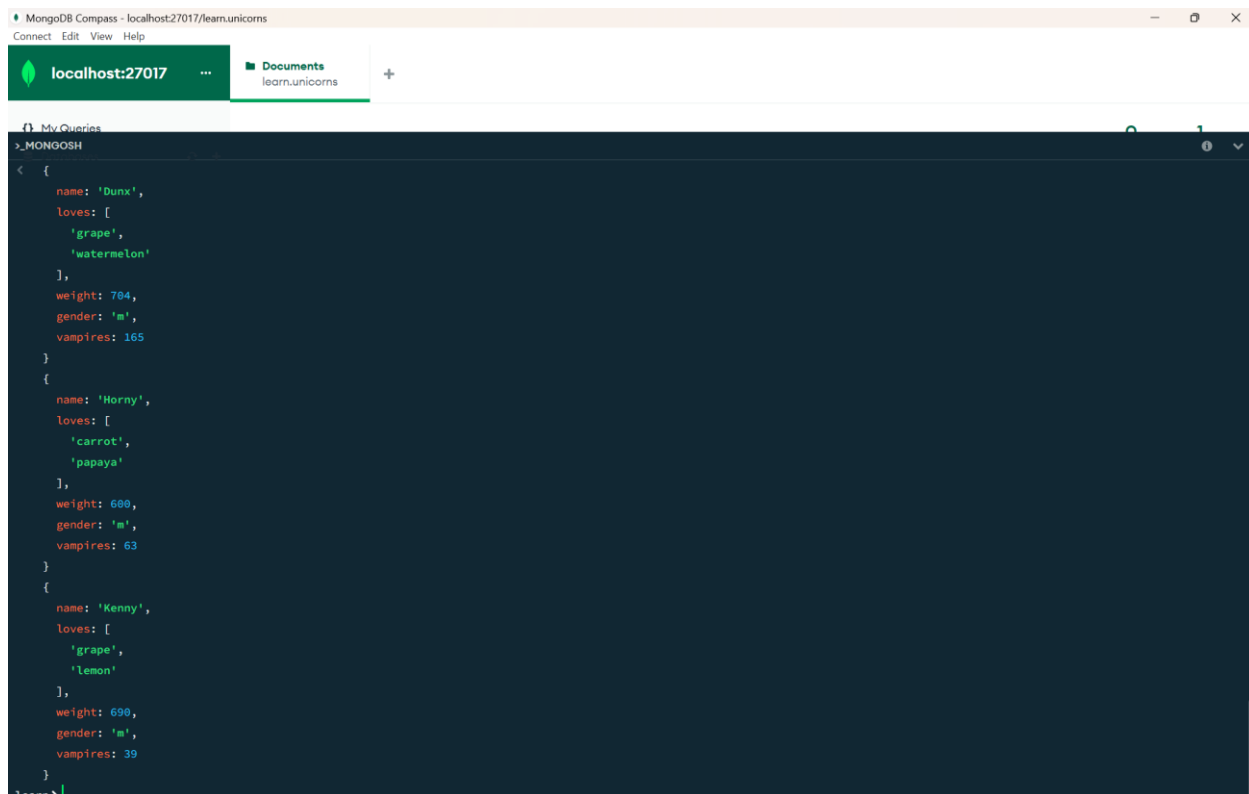 MongoDB Compass - localhost:27017/learn.unicorns
Connect Edit View Help
localhost:27017 ...
Documents
learn.unicorns
+
{} My Queries
>_MONGOSH
{
name: 'Dunx',
loves: [
'grape',
'watermelon'
],
weight: 704,
gender: 'm',
vampires: 165
}
{
name: 'Horny',
loves: [
'carrot',
'papaya'
],
weight: 600,
gender: 'm',
vampires: 63
}
{
name: 'Kenny',
loves: [
'grape',
'lemon'
],
weight: 690,
gender: 'm',
vampires: 39
}